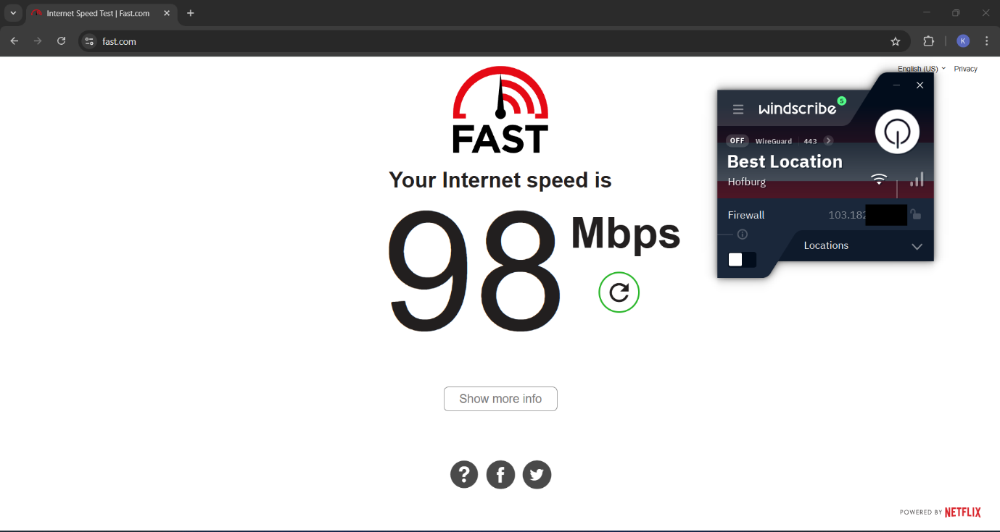 Internet Speed Test | Fast.com
fast.com
K
English (US)
Privacy
FAST
Your Internet speed is
98 Mbps
Show more info
?
f
POWERED BY NETFLIX
windscribe 5
OFF WireGuard 443
Best Location
Hofburg
Firewall 103.182
Locations